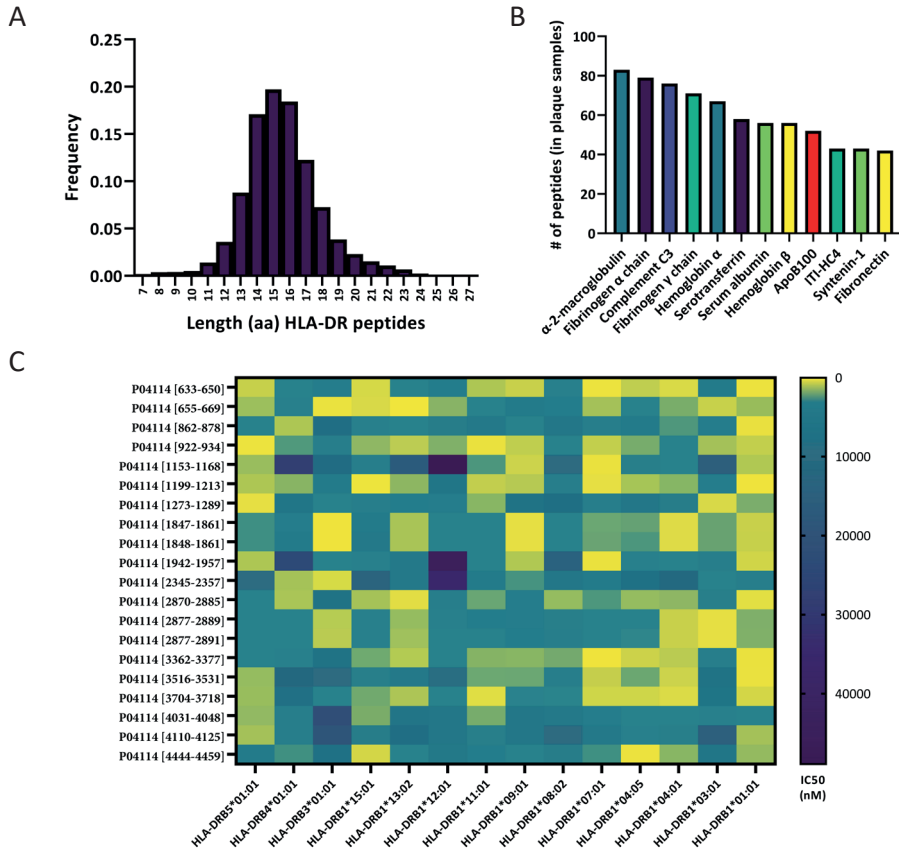 A
0.25
0.20
0.15
0.10
0.05
0.00
Frequency
7 8 9 10 11 12 13 14 15 16 17 18 19 20 21 22 23 24 25 26 27
Length (aa) HLA-DR peptides
B
100
80
60
40
20
0
# of peptides (in plaque samples)
α-2-macroglobulin
Fibrinogen α chain
Complement C3
Fibrinogen γ chain
Hemoglobin α
Serotransferrin
Serum albumin
Hemoglobin β
ApoB100
ITI-HC4
Syntenin-1
Fibronectin
C
P04114 [633-650]
P04114 [655-669]
P04114 [862-878]
P04114 [922-934]
P04114 [1153-1168]
P04114 [1199-1213]
P04114 [1273-1289]
P04114 [1847-1861]
P04114 [1848-1861]
P04114 [1942-1957]
P04114 [2345-2357]
P04114 [2870-2885]
P04114 [2877-2889]
P04114 [2877-2891]
P04114 [3362-3377]
P04114 [3516-3531]
P04114 [3704-3718]
P04114 [4031-4048]
P04114 [4110-4125]
P04114 [4444-4459]
HLA-DRB5*01:01
HLA-DRB4*01:01
HLA-DRB3*01:01
HLA-DRB1*15:01
HLA-DRB1*13:02
HLA-DRB1*12:01
HLA-DRB1*11:01
HLA-DRB1*09:01
HLA-DRB1*08:02
HLA-DRB1*07:01
HLA-DRB1*04:05
HLA-DRB1*04:01
HLA-DRB1*03:01
HLA-DRB1*01:01
0
10000
20000
30000
40000
IC50
(nM)